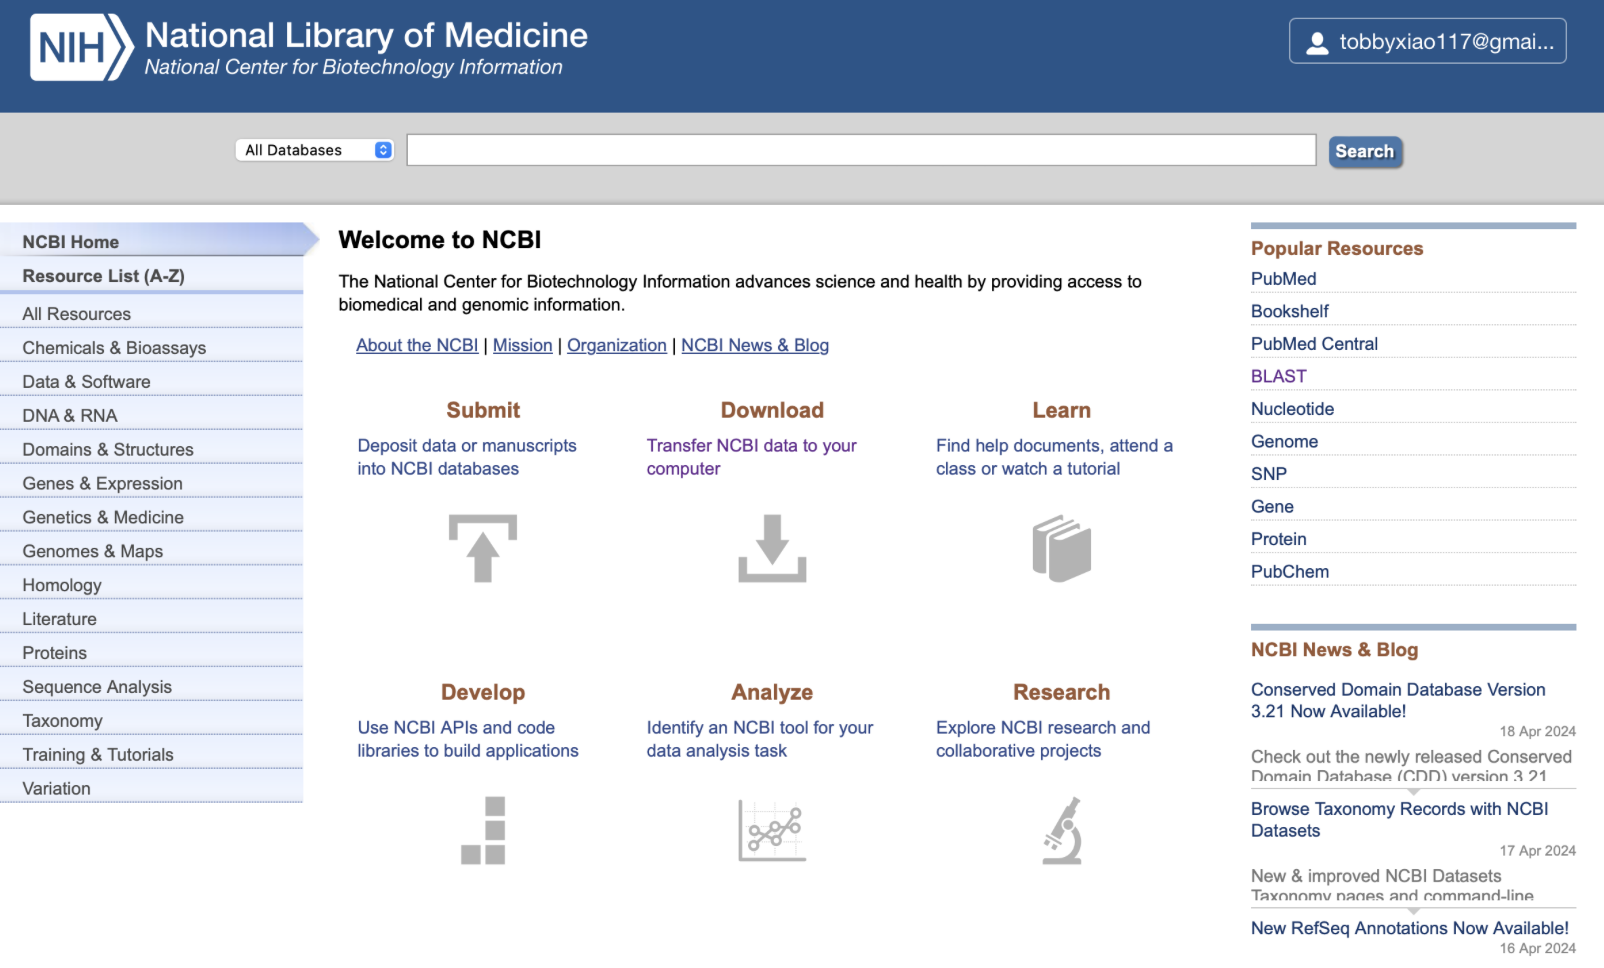 NIH
National Library of Medicine
National Center for Biotechnology Information
tobbyxiao117@gmai...
All Databases
Search
NCBI Home
Resource List (A-Z)
All Resources
Chemicals & Bioassays
Data & Software
DNA & RNA
Domains & Structures
Genes & Expression
Genetics & Medicine
Genomes & Maps
Homology
Literature
Proteins
Sequence Analysis
Taxonomy
Training & Tutorials
Variation
Welcome to NCBI
The National Center for Biotechnology Information advances science and health by providing access to
biomedical and genomic information.
About the NCBI | Mission | Organization | NCBI News & Blog
Submit
Deposit data or manuscripts
into NCBI databases
Download
Transfer NCBI data to your
computer
Learn
Find help documents, attend a
class or watch a tutorial
Develop
Use NCBI APIs and code
libraries to build applications
Analyze
Identify an NCBI tool for your
data analysis task
Research
Explore NCBI research and
collaborative projects
Popular Resources
PubMed
Bookshelf
PubMed Central
BLAST
Nucleotide
Genome
SNP
Gene
Protein
PubChem
NCBI News & Blog
Conserved Domain Database Version
3.21 Now Available!
18 Apr 2024
Check out the newly released Conserved
Domain Database (CDD) version 3.21
Browse Taxonomy Records with NCBI
Datasets
17 Apr 2024
New & improved NCBI Datasets
Taxonomy pages and command-line
New RefSeq Annotations Now Available!
16 Apr 2024